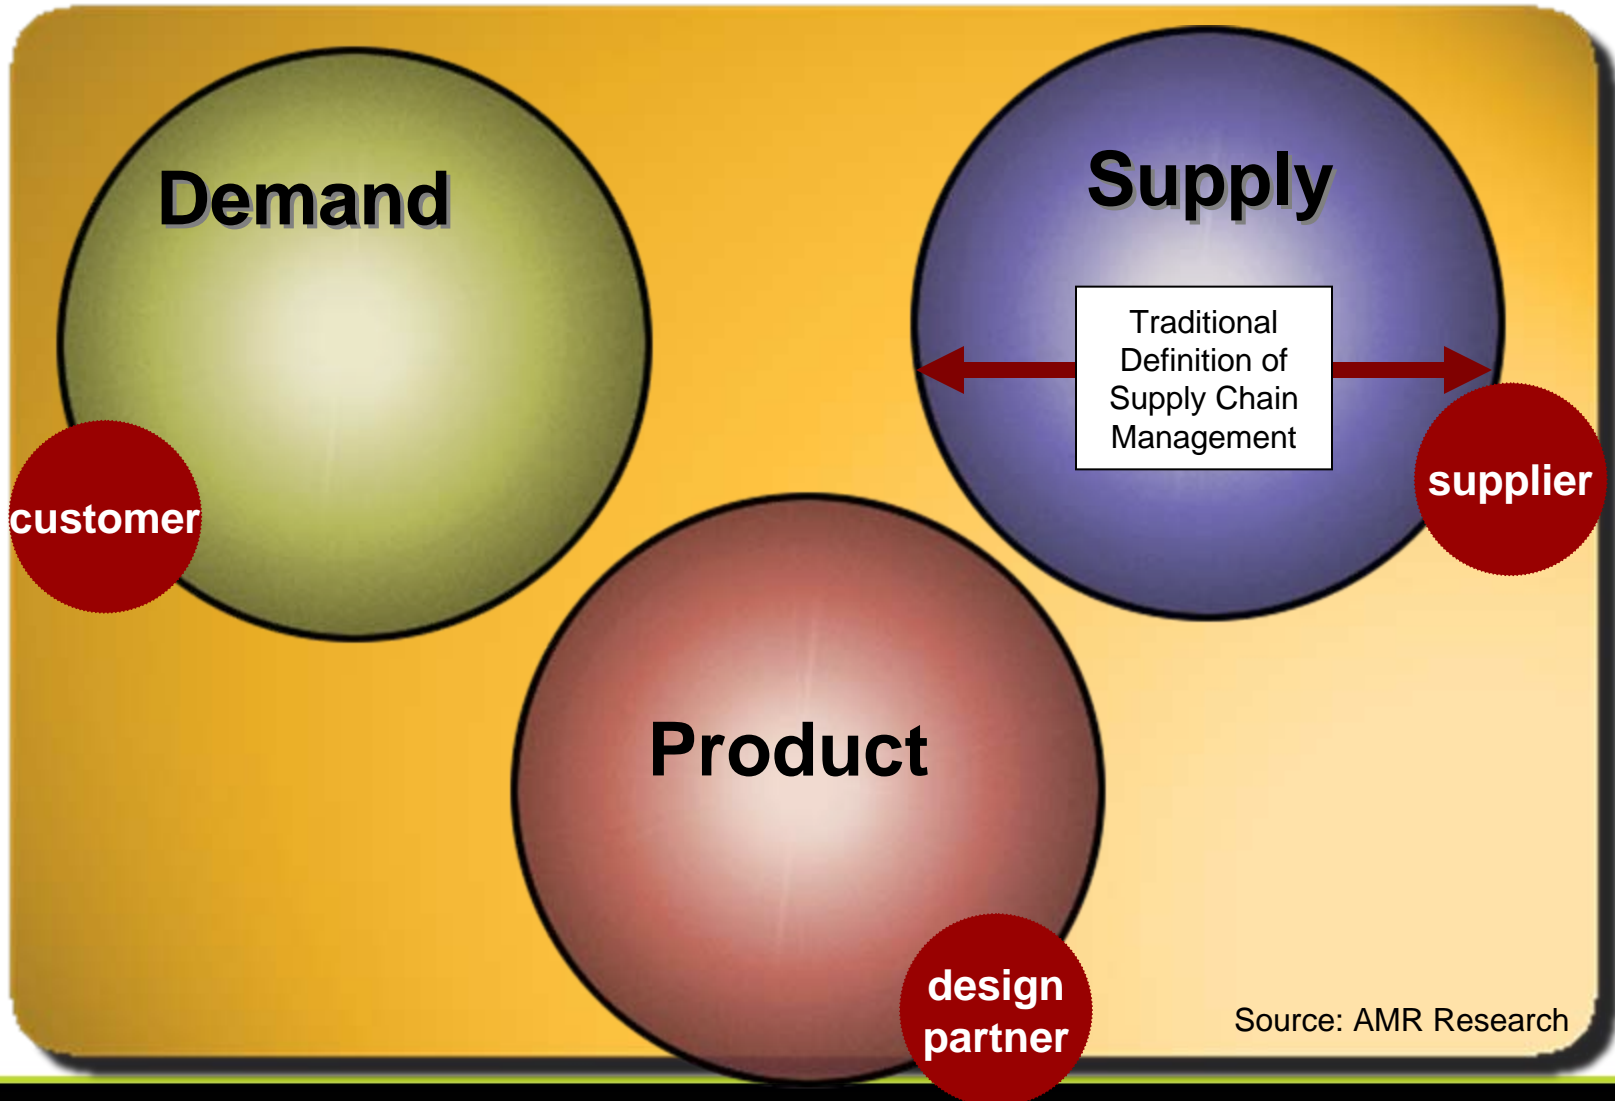 Demand
Supply
Traditional
Definition of
Supply Chain
Management
customer
supplier
Product
design
partner
Source: AMR Research